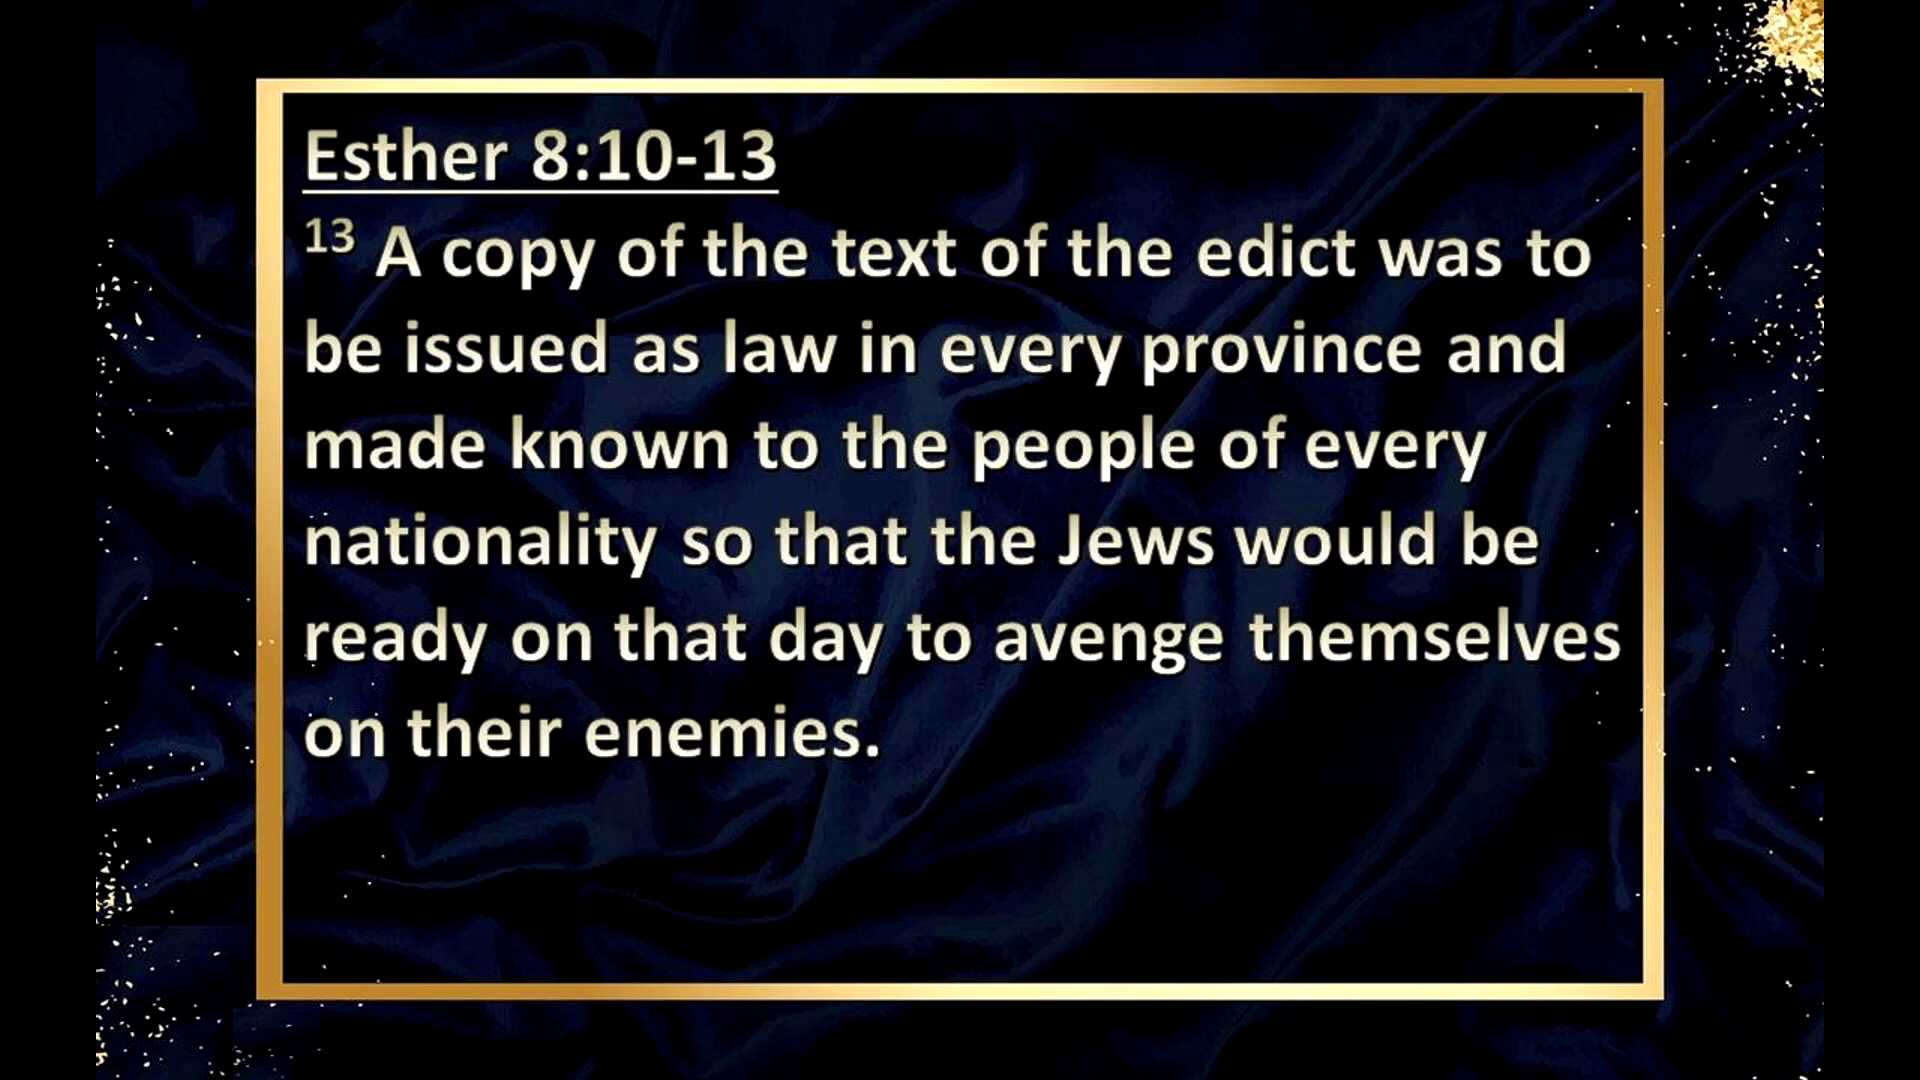 Esther 8:10-13
13 A copy of the text of the edict was to
be issued as law in every province and
made known to the people of every
nationality so that the Jews would be
ready on that day to avenge themselves
on their enemies.